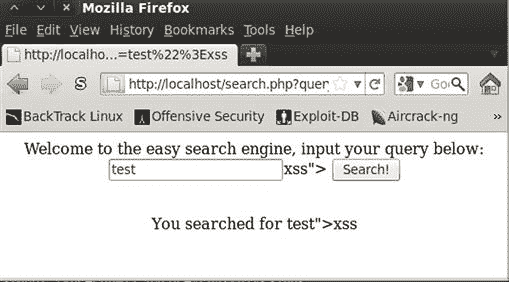 Mozilla Firefox
File Edit View History Bookmarks Tools Help
http://localho...=test%22%3Exss
S http://localhost/search.php?quer Goo
BackTrack Linux Offensive Security Exploit-DB Aircrack-ng »
Welcome to the easy search engine, input your query below:
test xss"> Search!
You searched for test">xss